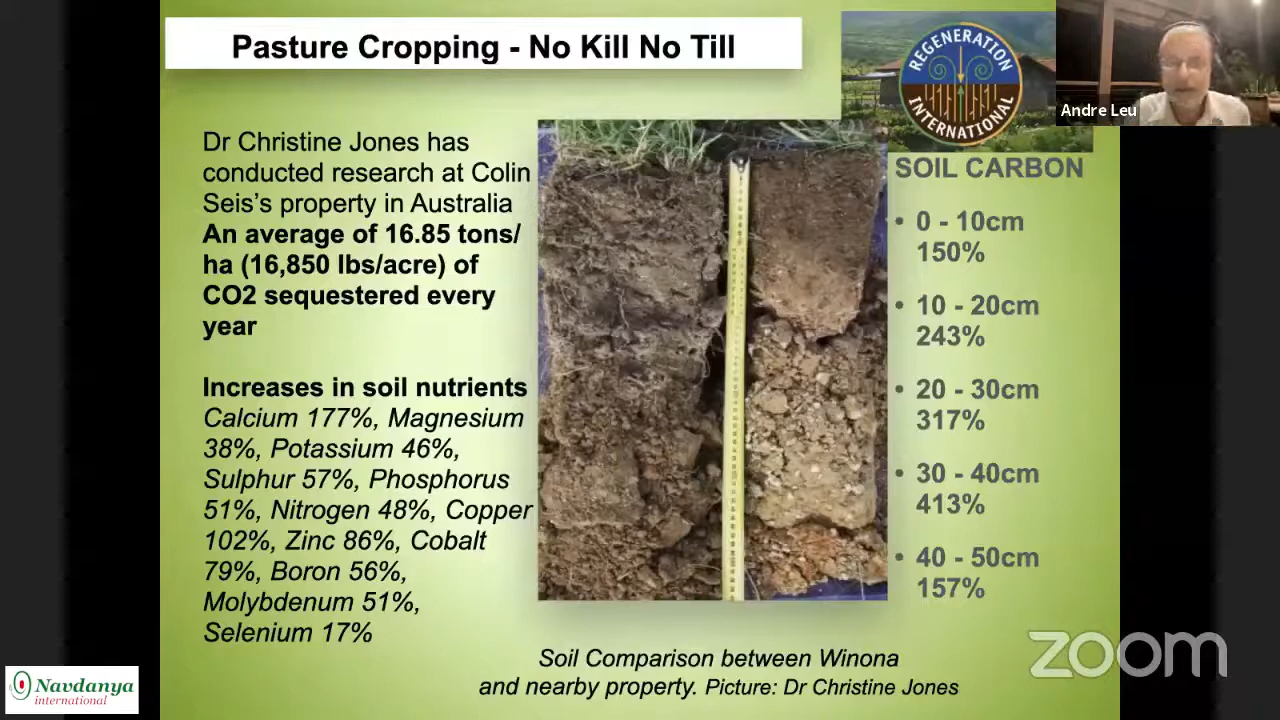 Pasture Cropping - No Kill No Till
REGENERATION
INTERNATIONAL
Andre Leu
Dr Christine Jones has
conducted research at Colin
Seis's property in Australia
An average of 16.85 tons/
ha (16,850 lbs/acre) of
CO2 sequestered every
year
Increases in soil nutrients
Calcium 177%, Magnesium
38%, Potassium 46%,
Sulphur 57%, Phosphorus
51%, Nitrogen 48%, Copper
102%, Zinc 86%, Cobalt
79%, Boron 56%,
Molybdenum 51%,
Selenium 17%
SOIL CARBON
• 0 - 10cm
150%
• 10 - 20cm
243%
• 20 - 30cm
317%
• 30 - 40cm
413%
• 40 - 50cm
157%
Soil Comparison between Winona
and nearby property. Picture: Dr Christine Jones
zoom
Navdanya
international